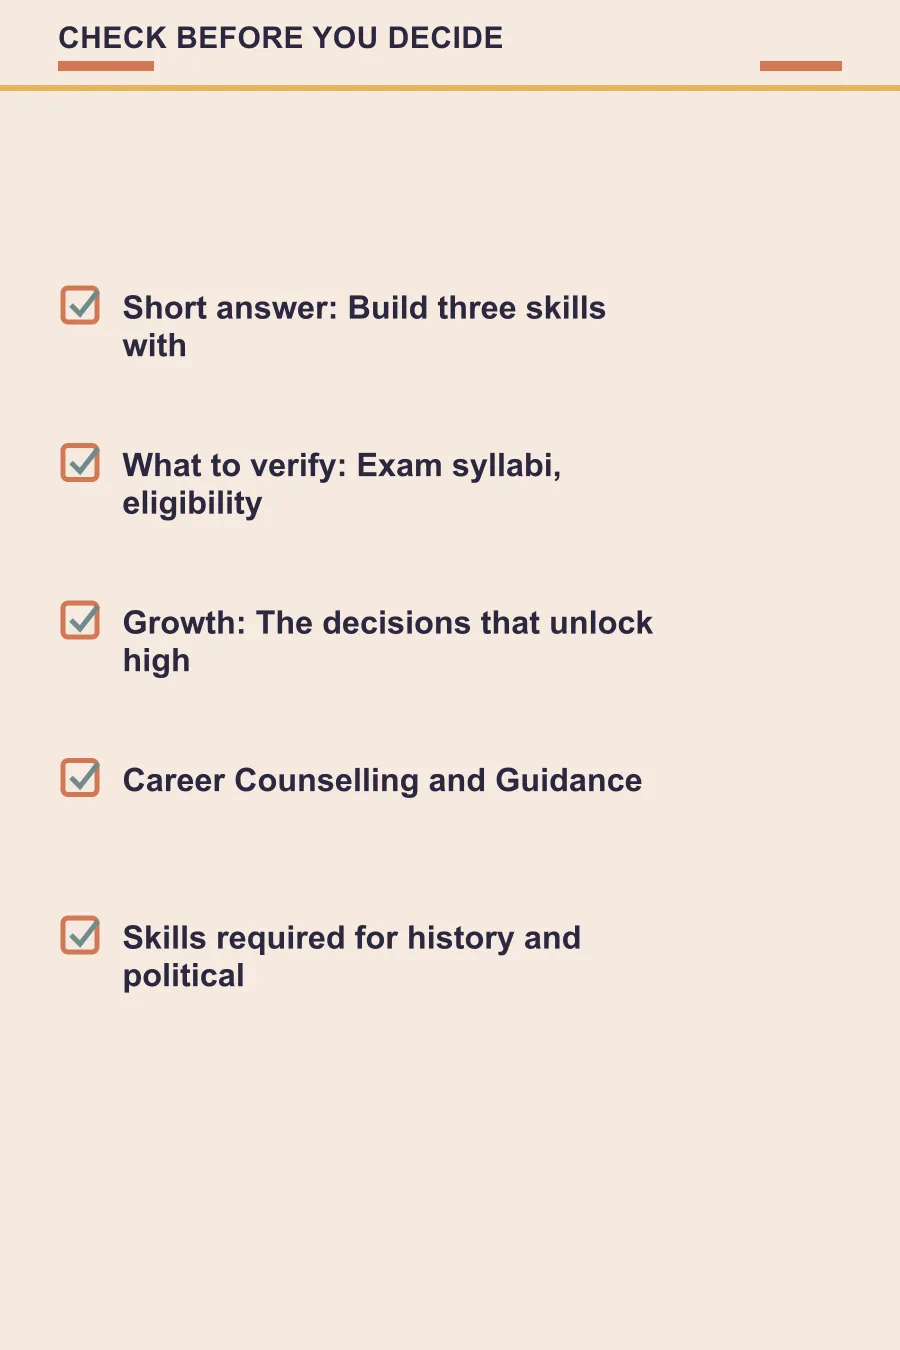 CHECK BEFORE YOU DECIDE
Short answer: Build three skills
with
What to verify: Exam syllabi,
eligibility
Growth: The decisions that unlock
high
Career Counselling and Guidance
Skills required for history and
political